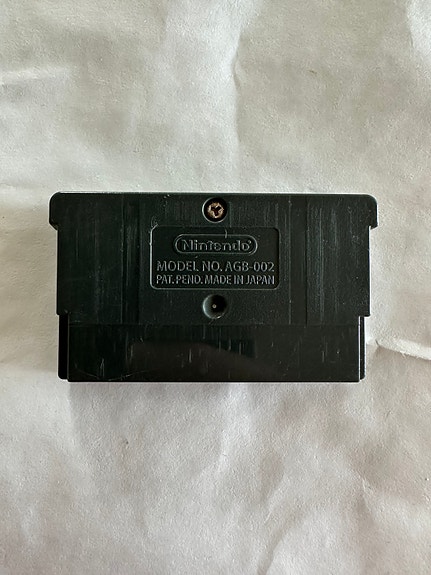 Nintendo
MODEL NO. AGB-002
PAT. PEND. MADE IN JAPAN